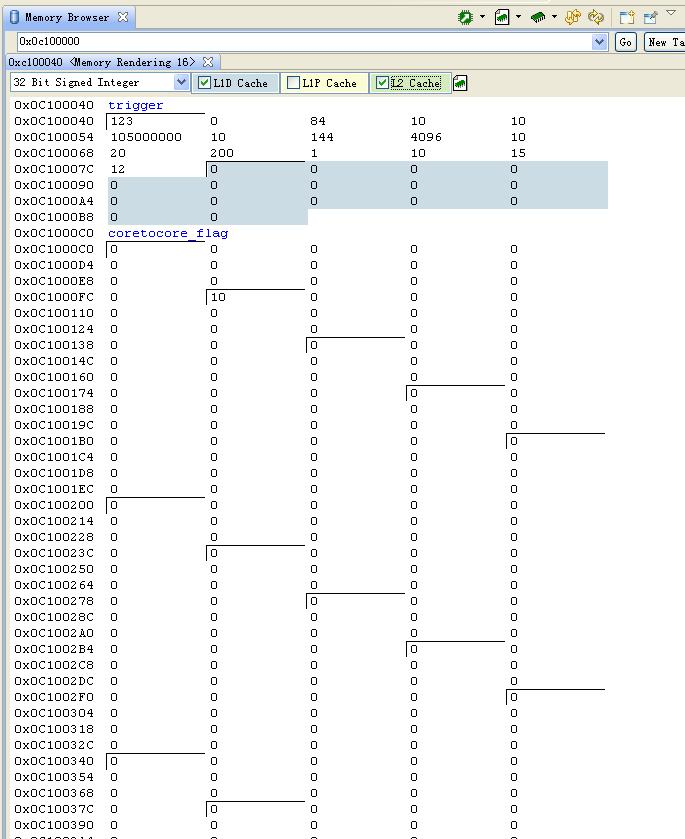 Memory Browser
0x0c100000
Go
New Ta
0xc100040 <Memory Rendering 16>
32 Bit Signed Integer
L1D Cache
L1P Cache
L2 Cache
0x0C100040 trigger
0x0C100040 123 0 84 10 10
0x0C100054 105000000 10 144 4096 10
0x0C100068 20 200 1 10 15
0x0C10007C 12 0 0 0 0
0x0C100090 0 0 0 0 0
0x0C1000A4 0 0 0 0 0
0x0C1000B8 0 0
0x0C1000C0 coretocore_flag
0x0C1000C0 0 0 0 0 0
0x0C1000D4 0 0 0 0 0
0x0C1000E8 0 0 0 0 0
0x0C1000FC 0 10 0 0 0
0x0C100110 0 0 0 0 0
0x0C100124 0 0 0 0 0
0x0C100138 0 0 0 0 0
0x0C10014C 0 0 0 0 0
0x0C100160 0 0 0 0 0
0x0C100174 0 0 0 0 0
0x0C100188 0 0 0 0 0
0x0C10019C 0 0 0 0 0
0x0C1001B0 0 0 0 0 0
0x0C1001C4 0 0 0 0 0
0x0C1001D8 0 0 0 0 0
0x0C1001EC 0 0 0 0 0
0x0C100200 0 0 0 0 0
0x0C100214 0 0 0 0 0
0x0C100228 0 0 0 0 0
0x0C10023C 0 0 0 0 0
0x0C100250 0 0 0 0 0
0x0C100264 0 0 0 0 0
0x0C100278 0 0 0 0 0
0x0C10028C 0 0 0 0 0
0x0C1002A0 0 0 0 0 0
0x0C1002B4 0 0 0 0 0
0x0C1002C8 0 0 0 0 0
0x0C1002DC 0 0 0 0 0
0x0C1002F0 0 0 0 0 0
0x0C100304 0 0 0 0 0
0x0C100318 0 0 0 0 0
0x0C10032C 0 0 0 0 0
0x0C100340 0 0 0 0 0
0x0C100354 0 0 0 0 0
0x0C100368 0 0 0 0 0
0x0C10037C 0 0 0 0 0
0x0C100390 0 0 0 0 0